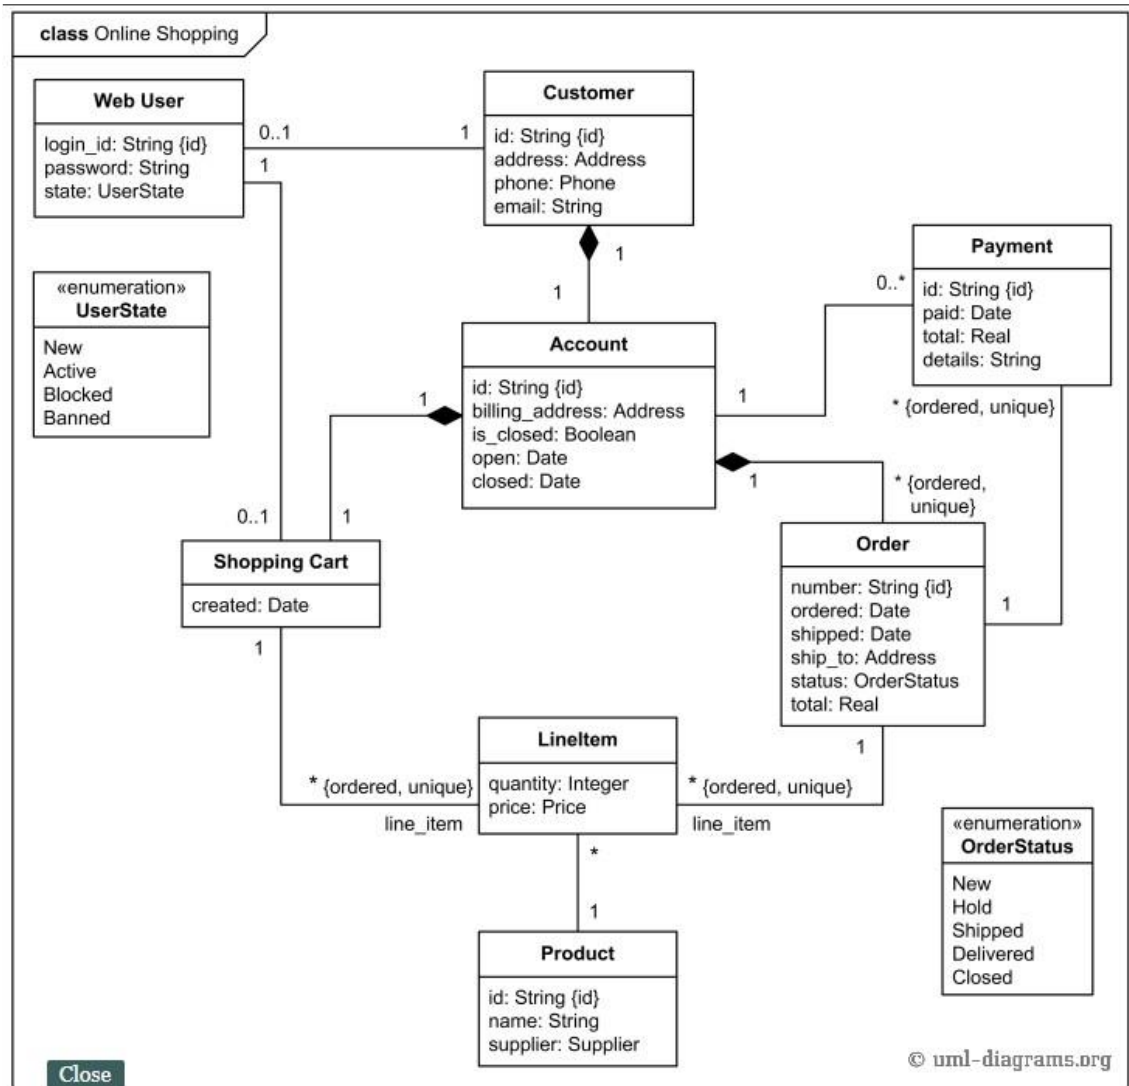 class Online Shopping
Web User
login_id: String {id}
password: String
state: UserState
0..1
1
1
Customer
id: String {id}
address: Address
phone: Phone
email: String
1
1
«enumeration»
UserState
New
Active
Blocked
Banned
Account
id: String {id}
billing_address: Address
is_closed: Boolean
open: Date
closed: Date
Payment
id: String {id}
paid: Date
total: Real
details: String
0..*
1
* {ordered, unique}
1
1
* {ordered,
unique}
1
0..1
1
Shopping Cart
created: Date
1
Order
number: String {id}
ordered: Date
shipped: Date
ship_to: Address
status: OrderStatus
total: Real
1
LineItem
quantity: Integer
price: Price
* {ordered, unique}
line_item
* {ordered, unique}
line_item
*
1
Product
id: String {id}
name: String
supplier: Supplier
«enumeration»
OrderStatus
New
Hold
Shipped
Delivered
Closed
Close
© uml-diagrams.org